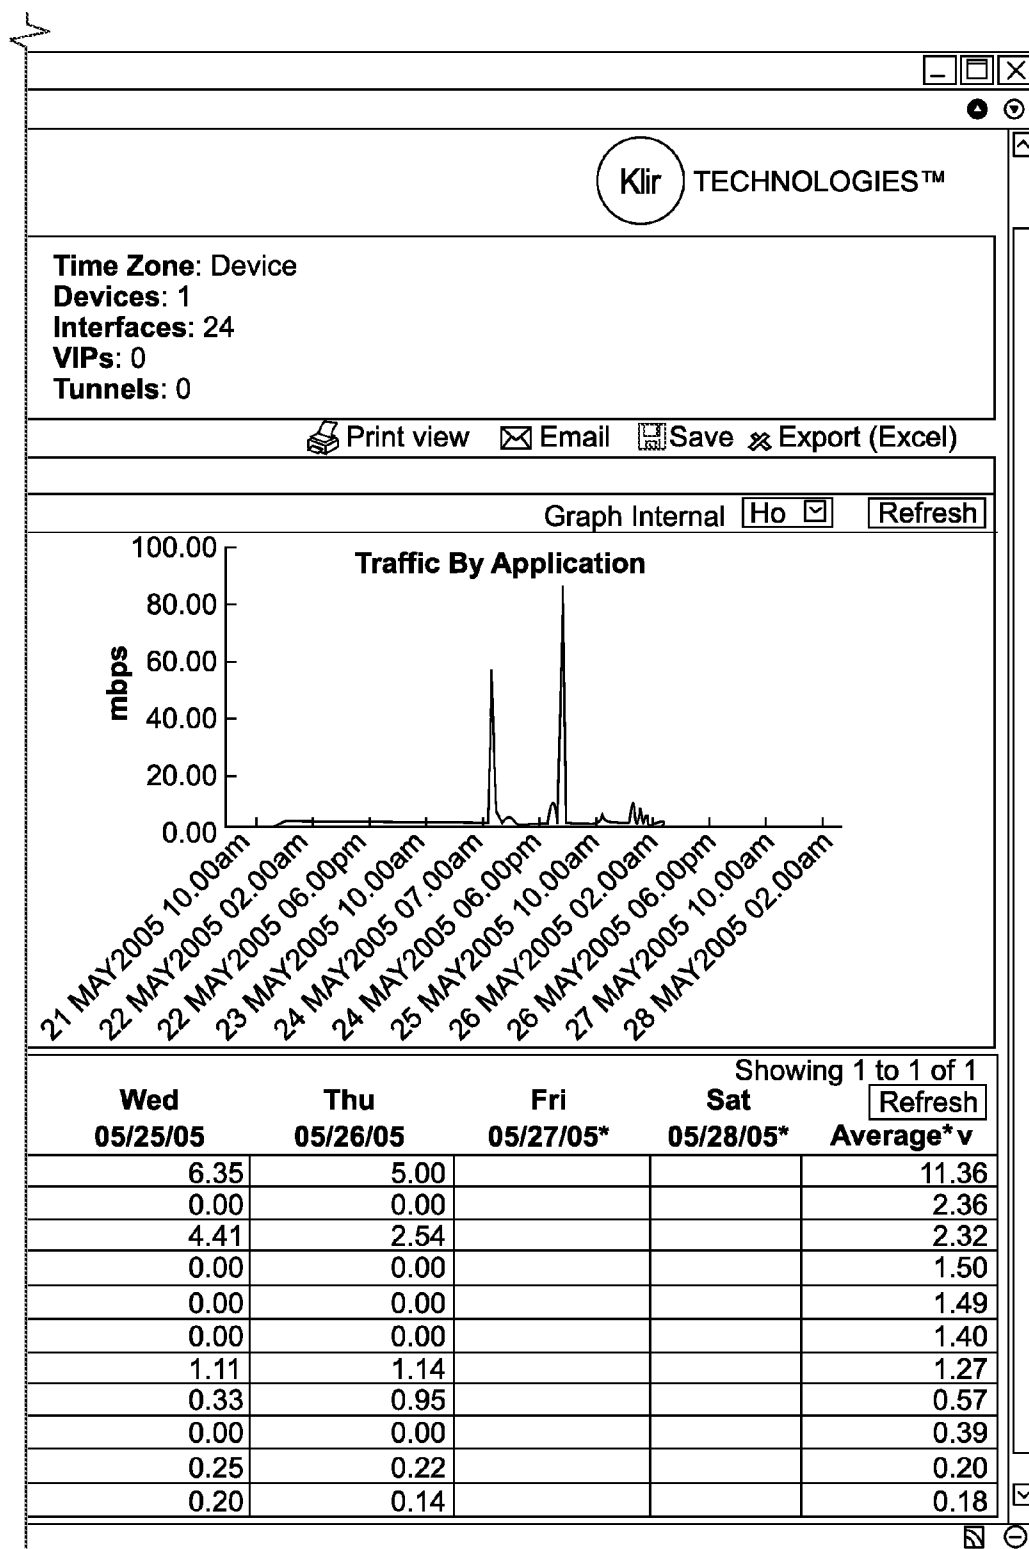 Klir TECHNOLOGIES™
Time Zone: Device
Devices: 1
Interfaces: 24
VIPs: 0
Tunnels: 0
Print view Email Save Export (Excel)
Graph Internal Ho Refresh
Traffic By Application
mbps
100.00
80.00
60.00
40.00
20.00
0.00
21 MAY2005 10.00am
22 MAY2005 02.00am
22 MAY2005 06.00pm
23 MAY2005 10.00am
24 MAY2005 07.00am
24 MAY2005 06.00pm
25 MAY2005 10.00am
26 MAY2005 02.00am
26 MAY2005 06.00pm
27 MAY2005 10.00am
28 MAY2005 02.00am
Showing 1 to 1 of 1
Wed Thu Fri Sat Refresh
05/25/05 05/26/05 05/27/05* 05/28/05* Average*v
6.35 5.00 11.36
0.00 0.00 2.36
4.41 2.54 2.32
0.00 0.00 1.50
0.00 0.00 1.49
0.00 0.00 1.40
1.11 1.14 1.27
0.33 0.95 0.57
0.00 0.00 0.39
0.25 0.22 0.20
0.20 0.14 0.18